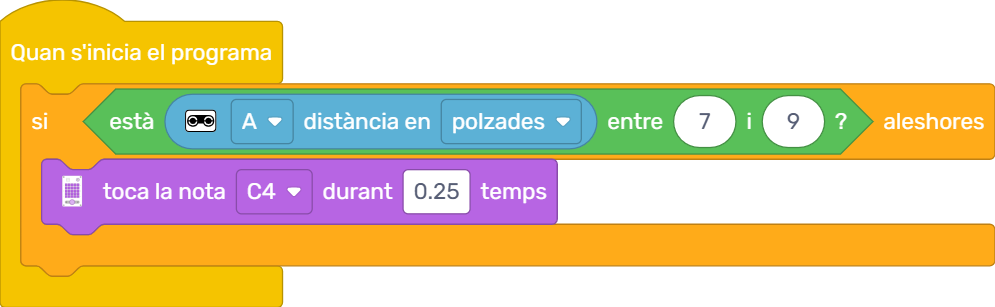 Quan s'inicia el programa
si està A distància en polzades entre 7 i 9 ? aleshores
toca la nota C4 durant 0.25 temps